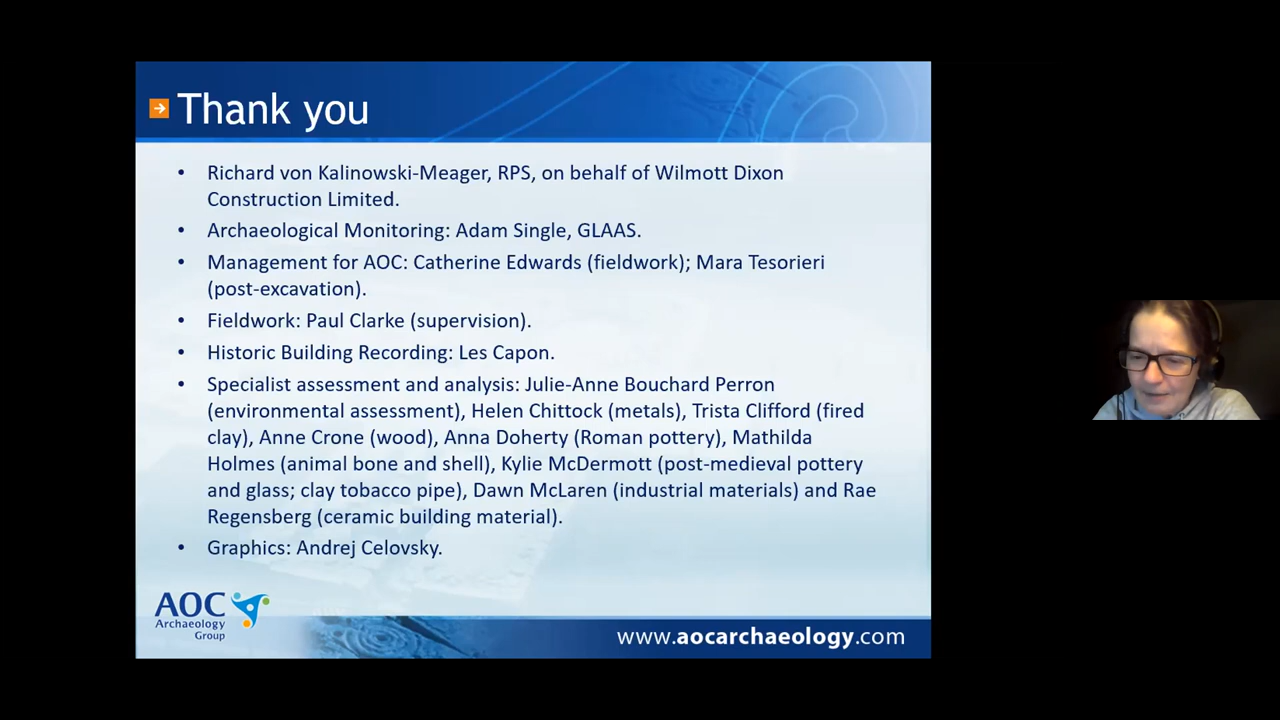 Thank you
• Richard von Kalinowski-Meager, RPS, on behalf of Wilmott Dixon
Construction Limited.
• Archaeological Monitoring: Adam Single, GLAAS.
• Management for AOC: Catherine Edwards (fieldwork); Mara Tesorieri
(post-excavation).
• Fieldwork: Paul Clarke (supervision).
• Historic Building Recording: Les Capon.
• Specialist assessment and analysis: Julie-Anne Bouchard Perron
(environmental assessment), Helen Chittock (metals), Trista Clifford (fired
clay), Anne Crone (wood), Anna Doherty (Roman pottery), Mathilda
Holmes (animal bone and shell), Kylie McDermott (post-medieval pottery
and glass; clay tobacco pipe), Dawn McLaren (industrial materials) and Rae
Regensberg (ceramic building material).
• Graphics: Andrej Celovsky.
AOC
Archaeology
Group
www.aocarchaeology.com